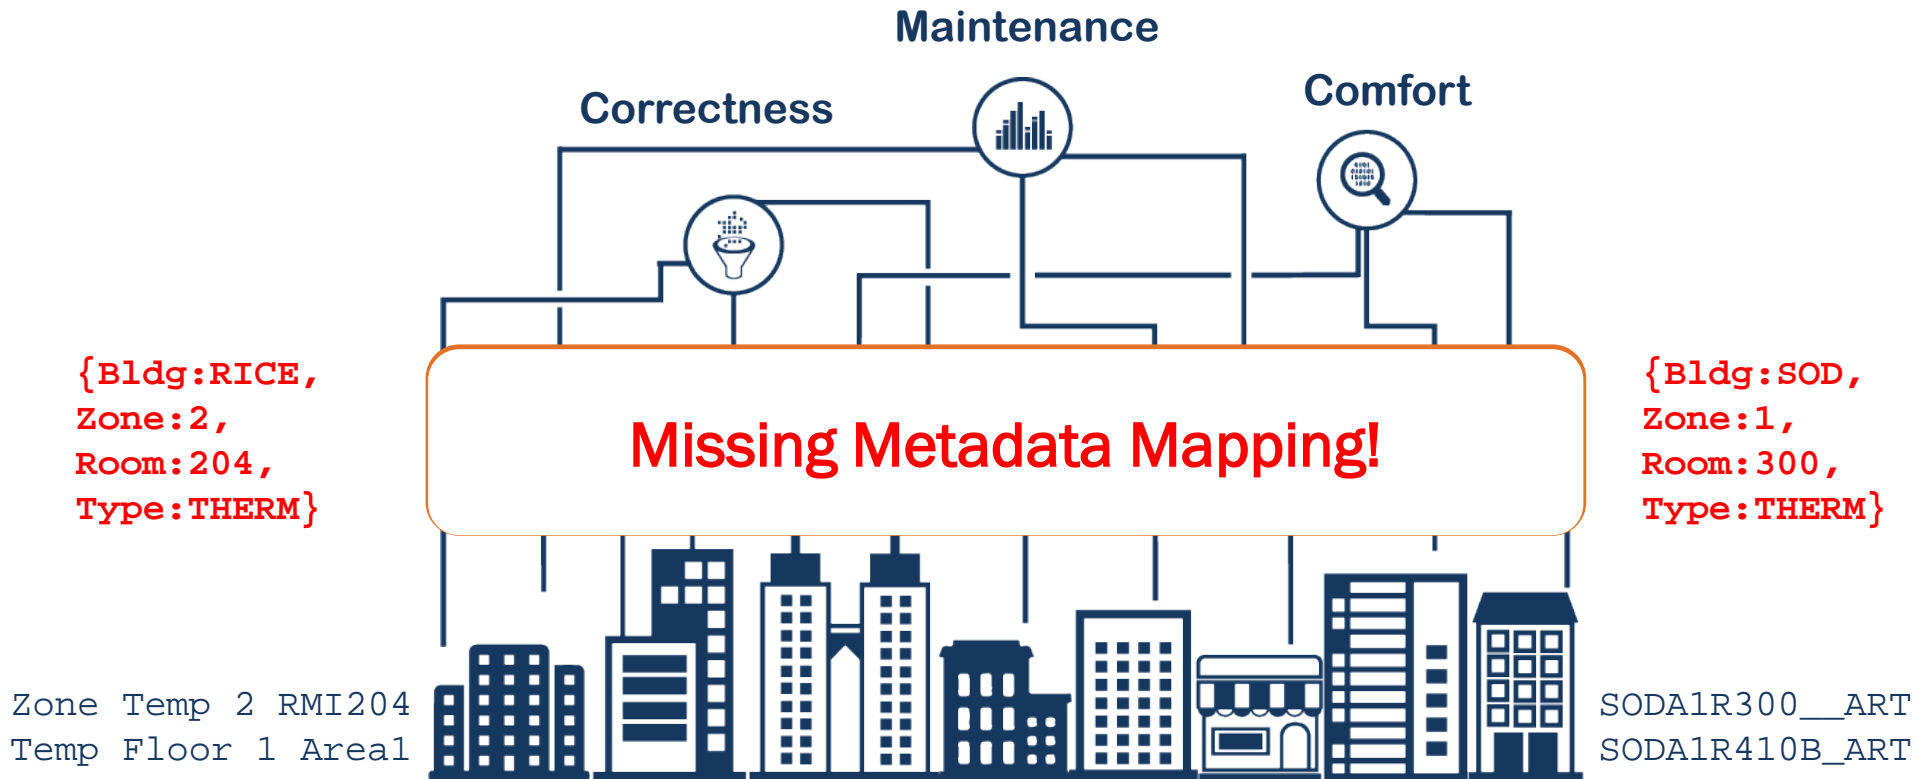 Maintenance
Correctness
Comfort
{Bldg:RICE,
Zone:2,
Room:204,
Type:THERM}
Missing Metadata Mapping!
{Bldg:SOD,
Zone:1,
Room:300,
Type:THERM}
Zone Temp 2 RMI204
Temp Floor 1 Area1
SODA1R300__ART
SODA1R410B_ART